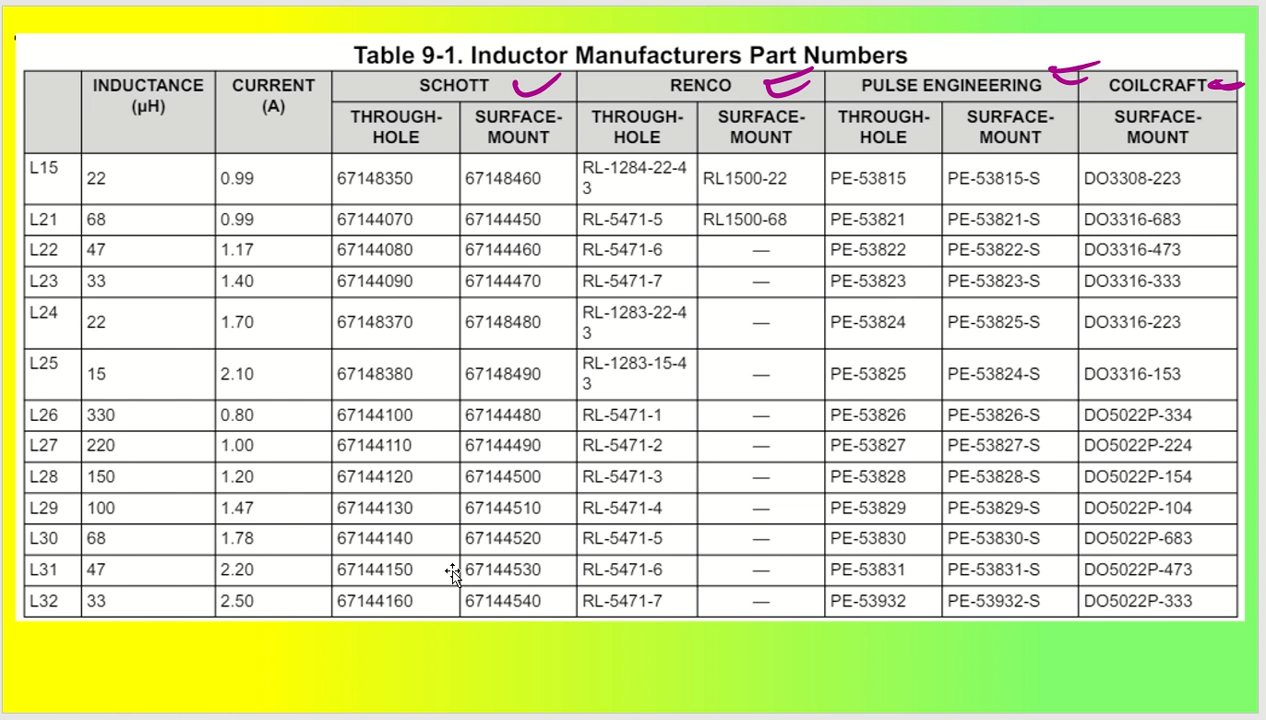 Table 9-1. Inductor Manufacturers Part Numbers
INDUCTANCE (µH) CURRENT (A) SCHOTT RENCO PULSE ENGINEERING COILCRAFT
THROUGH-HOLE SURFACE-MOUNT THROUGH-HOLE SURFACE-MOUNT THROUGH-HOLE SURFACE-MOUNT SURFACE-MOUNT
L15 22 0.99 67148350 67148460 RL-1284-22-43 RL1500-22 PE-53815 PE-53815-S DO3308-223
L21 68 0.99 67144070 67144450 RL-5471-5 RL1500-68 PE-53821 PE-53821-S DO3316-683
L22 47 1.17 67144080 67144460 RL-5471-6 — PE-53822 PE-53822-S DO3316-473
L23 33 1.40 67144090 67144470 RL-5471-7 — PE-53823 PE-53823-S DO3316-333
L24 22 1.70 67148370 67148480 RL-1283-22-43 — PE-53824 PE-53825-S DO3316-223
L25 15 2.10 67148380 67148490 RL-1283-15-43 — PE-53825 PE-53824-S DO3316-153
L26 330 0.80 67144100 67144480 RL-5471-1 — PE-53826 PE-53826-S DO5022P-334
L27 220 1.00 67144110 67144490 RL-5471-2 — PE-53827 PE-53827-S DO5022P-224
L28 150 1.20 67144120 67144500 RL-5471-3 — PE-53828 PE-53828-S DO5022P-154
L29 100 1.47 67144130 67144510 RL-5471-4 — PE-53829 PE-53829-S DO5022P-104
L30 68 1.78 67144140 67144520 RL-5471-5 — PE-53830 PE-53830-S DO5022P-683
L31 47 2.20 67144150 67144530 RL-5471-6 — PE-53831 PE-53831-S DO5022P-473
L32 33 2.50 67144160 67144540 RL-5471-7 — PE-53932 PE-53932-S DO5022P-333